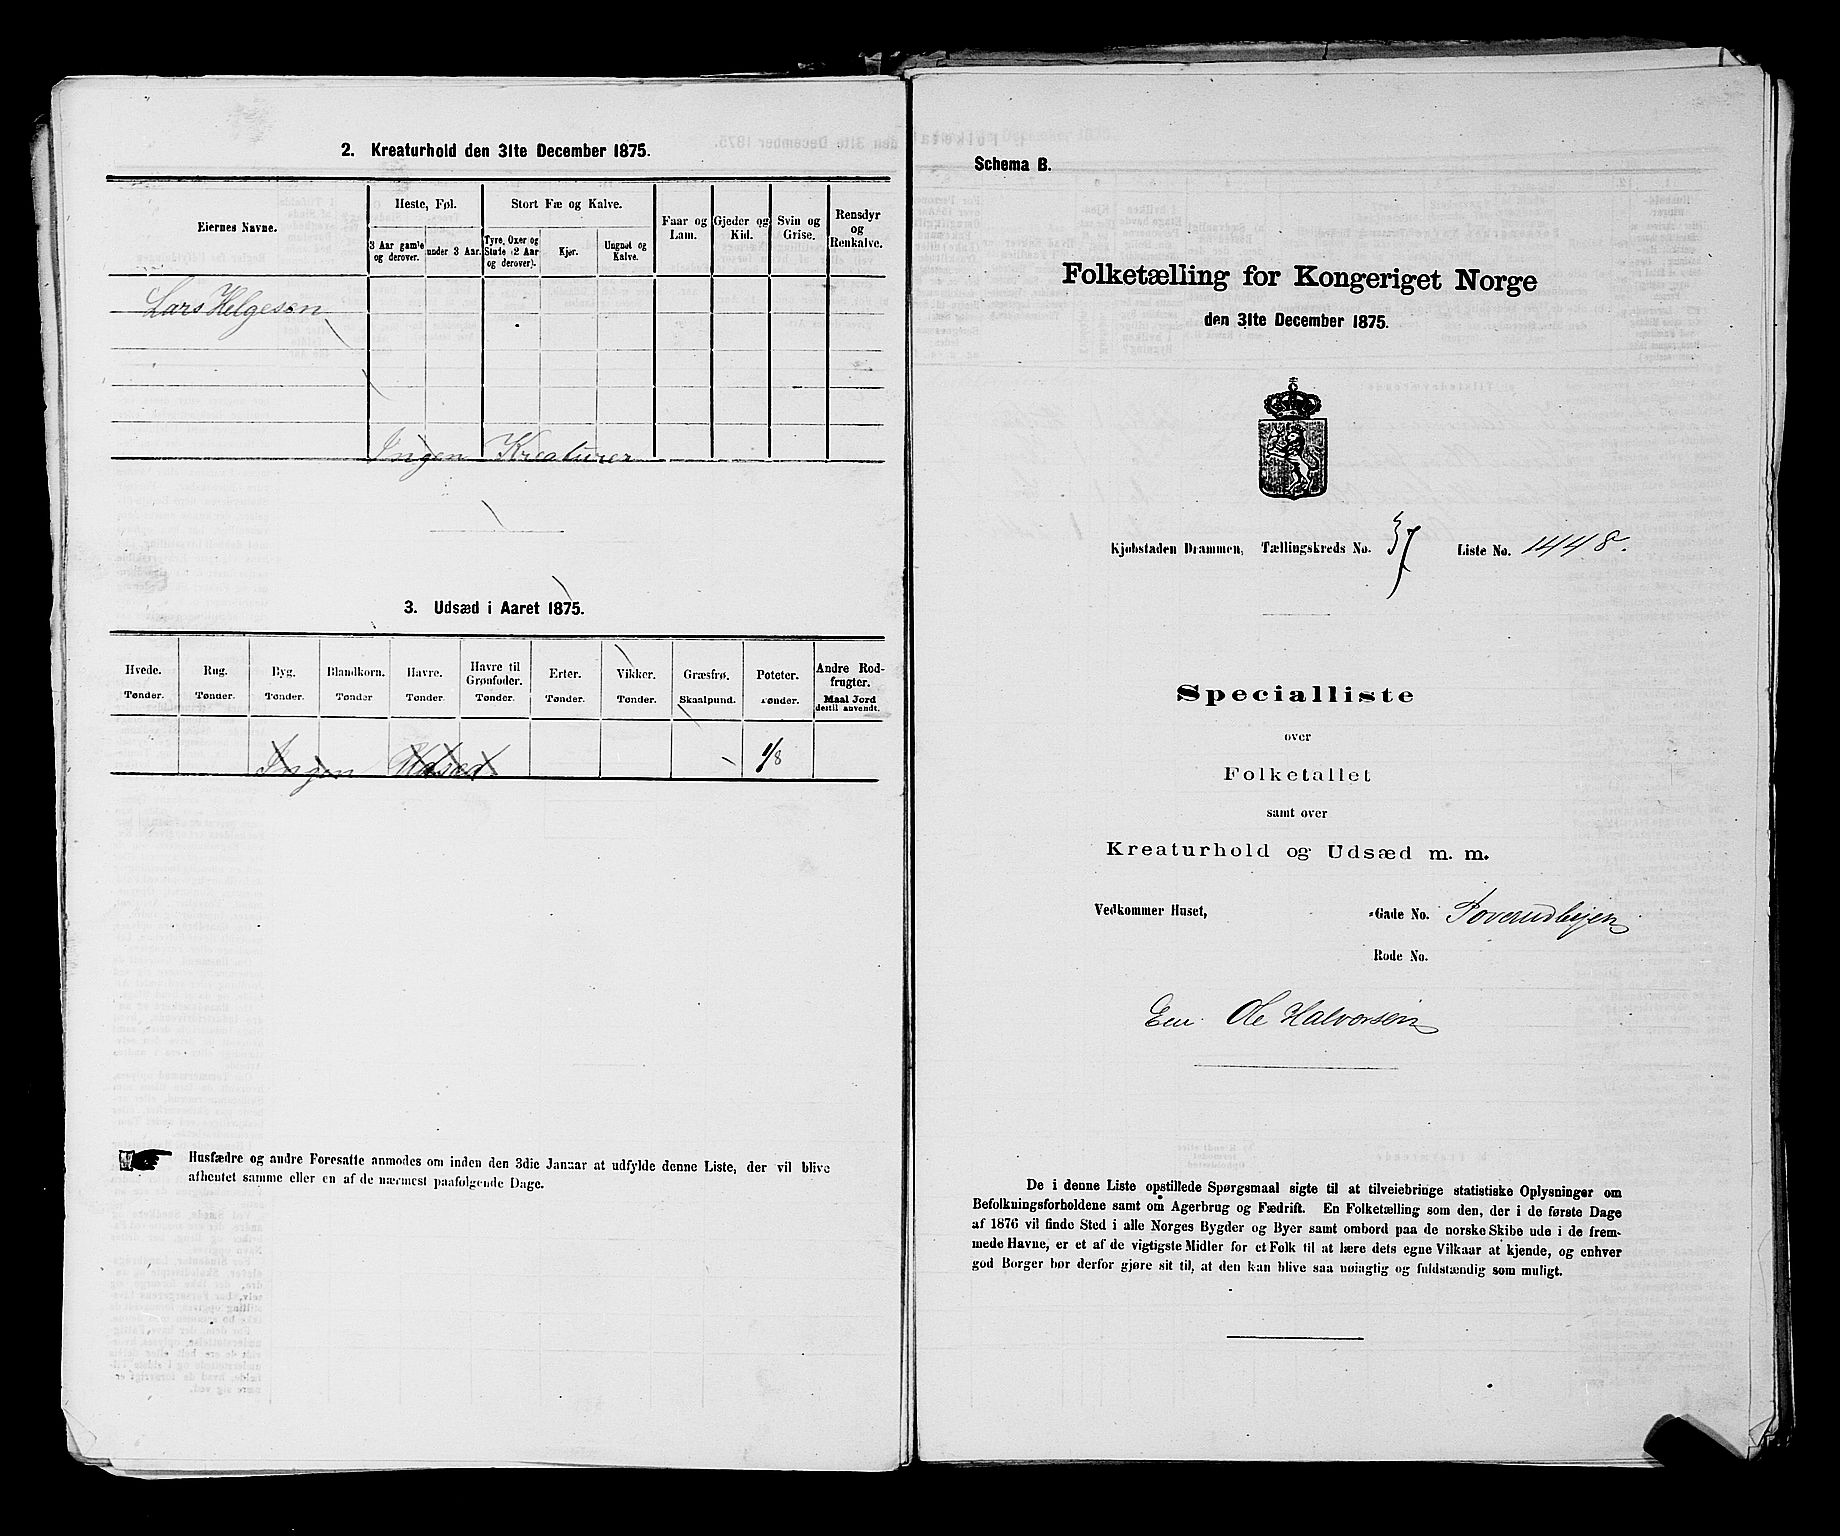 2. Kreaturhold den 31te December 1875.
Eiernes Navne.
Heste, Føl.
Stort Fæ og Kalve.
Faar og Lam.
Gjeder og Kid.
Svin og Grise.
Rensdyr og Renkalve.
3 Aar gamle og derover.
under 3 Aar.
Tyre, Oxer og Stude (2 Aar og derover).
Kjør.
Ungnøt og Kalve.
Lars Helgesen
Ingen Kreaturer
3. Udsæd i Aaret 1875.
Hvede. Rug. Byg. Blandkorn. Havre. Havre til Grønfoder. Erter. Vikker. Græsfrø. Poteter. Andre Rodfrugter.
Tønder. Tønder. Tønder. Tønder Tønder. Tønder. Tønder. Tønder. Skaalpund. Tønder. Maal Jord dertil anvendt.
Ingen Udsæd 1/8
Husfædre og andre Foresatte anmodes om inden den 3die Januar at udfylde denne Liste, der vil blive
afhentet samme eller en af de nærmest paafølgende Dage.
Schema B.
Folketælling for Kongeriget Norge
den 31te December 1875.
Kjøbstaden Drammen, Tællingskreds No. 37 Liste No. 1448.
Specialliste
over
Folketallet
samt over
Kreaturhold og Udsæd m. m.
Vedkommer Huset, -Gade No.
Rode No.
Ole Halvorsen
De i denne Liste opstillede Spørgsmaal sigte til at tilveiebringe statistiske Oplysninger om
Befolkningsforholdene samt om Agerbrug og Fædrift. En Folketælling som den, der i de første Dage
af 1876 vil finde Sted i alle Norges Bygder og Byer samt ombord paa de norske Skibe ude i de frem-
mede Havne, er et af de vigtigste Midler for et Folk til at lære dets egne Vilkaar at kjende, og enhver
god Borger bør derfor gjøre sit til, at den kan blive saa nøiagtig og fuldstændig som muligt.